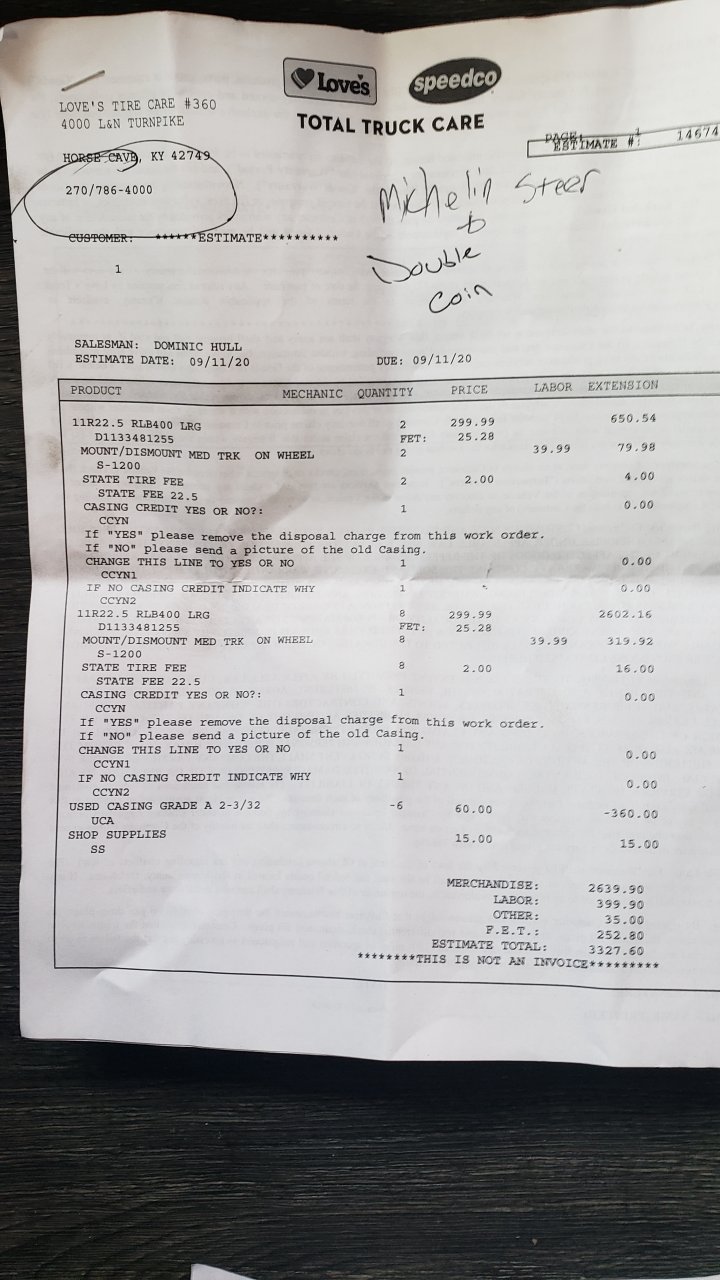 Love's speedco
TOTAL TRUCK CARE
LOVE'S TIRE CARE #360
4000 L&N TURNPIKE
HORSE CAVE, KY 42749
270/786-4000
PAGE: 1
ESTIMATE #: 14674
Michelin Steer
Double
Coin
CUSTOMER: ******ESTIMATE**********
1
SALESMAN: DOMINIC HULL
ESTIMATE DATE: 09/11/20 DUE: 09/11/20
PRODUCT MECHANIC QUANTITY PRICE LABOR EXTENSION
11R22.5 RLB400 LRG 2 299.99 650.54
D1133481255 FET: 25.28
MOUNT/DISMOUNT MED TRK ON WHEEL 2 39.99 79.98
S-1200
STATE TIRE FEE 2 2.00 4.00
STATE FEE 22.5
CASING CREDIT YES OR NO?: 1 0.00
CCYN
If "YES" please remove the disposal charge from this work order.
If "NO" please send a picture of the old Casing.
CHANGE THIS LINE TO YES OR NO 1 0.00
CCYN1
IF NO CASING CREDIT INDICATE WHY 1 0.00
CCYN2
11R22.5 RLB400 LRG 8 299.99 2602.16
D1133481255 FET: 25.28
MOUNT/DISMOUNT MED TRK ON WHEEL 8 39.99 319.92
S-1200
STATE TIRE FEE 8 2.00 16.00
STATE FEE 22.5
CASING CREDIT YES OR NO?: 1 0.00
CCYN
If "YES" please remove the disposal charge from this work order.
If "NO" please send a picture of the old Casing.
CHANGE THIS LINE TO YES OR NO 1 0.00
CCYN1
IF NO CASING CREDIT INDICATE WHY 1 0.00
CCYN2
USED CASING GRADE A 2-3/32 -6 60.00 -360.00
UCA
SHOP SUPPLIES 15.00 15.00
SS
MERCHANDISE: 2639.90
LABOR: 399.90
OTHER: 35.00
F.E.T.: 252.80
ESTIMATE TOTAL: 3327.60
********THIS IS NOT AN INVOICE*********